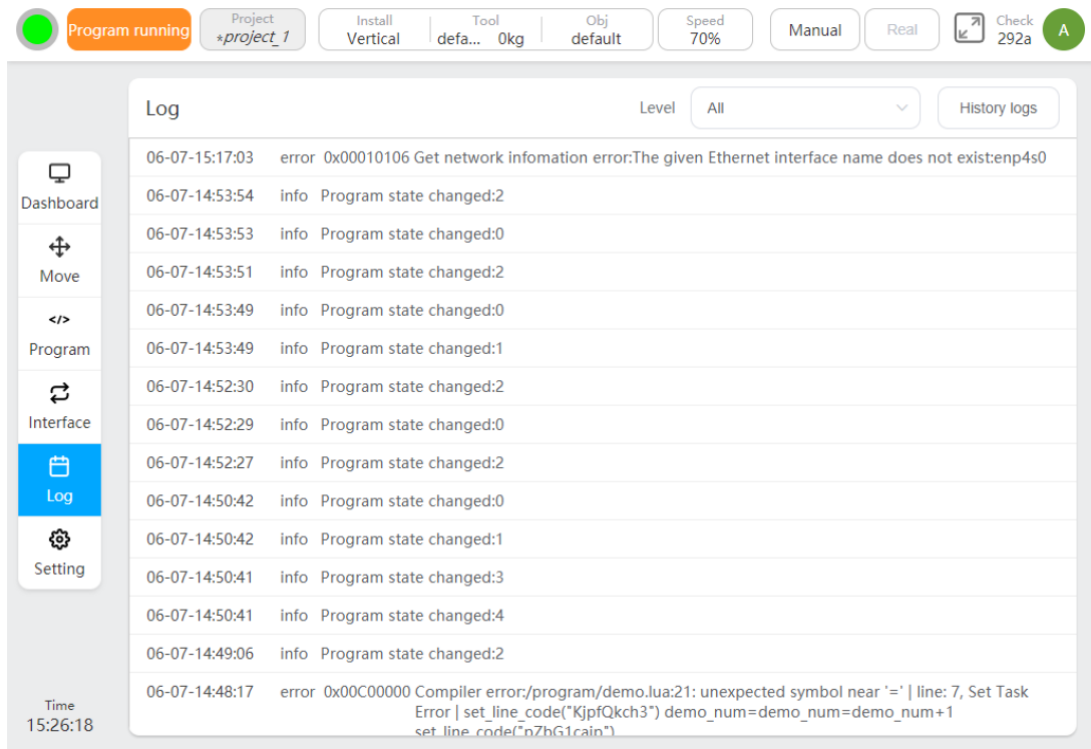 Program running
Project
*project_1
Install
Vertical
Tool
defa... 0kg
Obj
default
Speed
70%
Manual
Real
Check
292a
A
Log
Level
All
History logs
Dashboard
Move
</>
Program
Interface
Log
Setting
Time
15:26:18
06-07-15:17:03 error 0x00010106 Get network infomation error:The given Ethernet interface name does not exist:enp4s0
06-07-14:53:54 info Program state changed:2
06-07-14:53:53 info Program state changed:0
06-07-14:53:51 info Program state changed:2
06-07-14:53:49 info Program state changed:0
06-07-14:53:49 info Program state changed:1
06-07-14:52:30 info Program state changed:2
06-07-14:52:29 info Program state changed:0
06-07-14:52:27 info Program state changed:2
06-07-14:50:42 info Program state changed:0
06-07-14:50:42 info Program state changed:1
06-07-14:50:41 info Program state changed:3
06-07-14:50:41 info Program state changed:4
06-07-14:49:06 info Program state changed:2
06-07-14:48:17 error 0x00C00000 Compiler error:/program/demo.lua:21: unexpected symbol near '=' | line: 7, Set Task
Error | set_line_code("KjpfQkch3") demo_num=demo_num=demo_num+1
set_line_code("pZbG1caip")